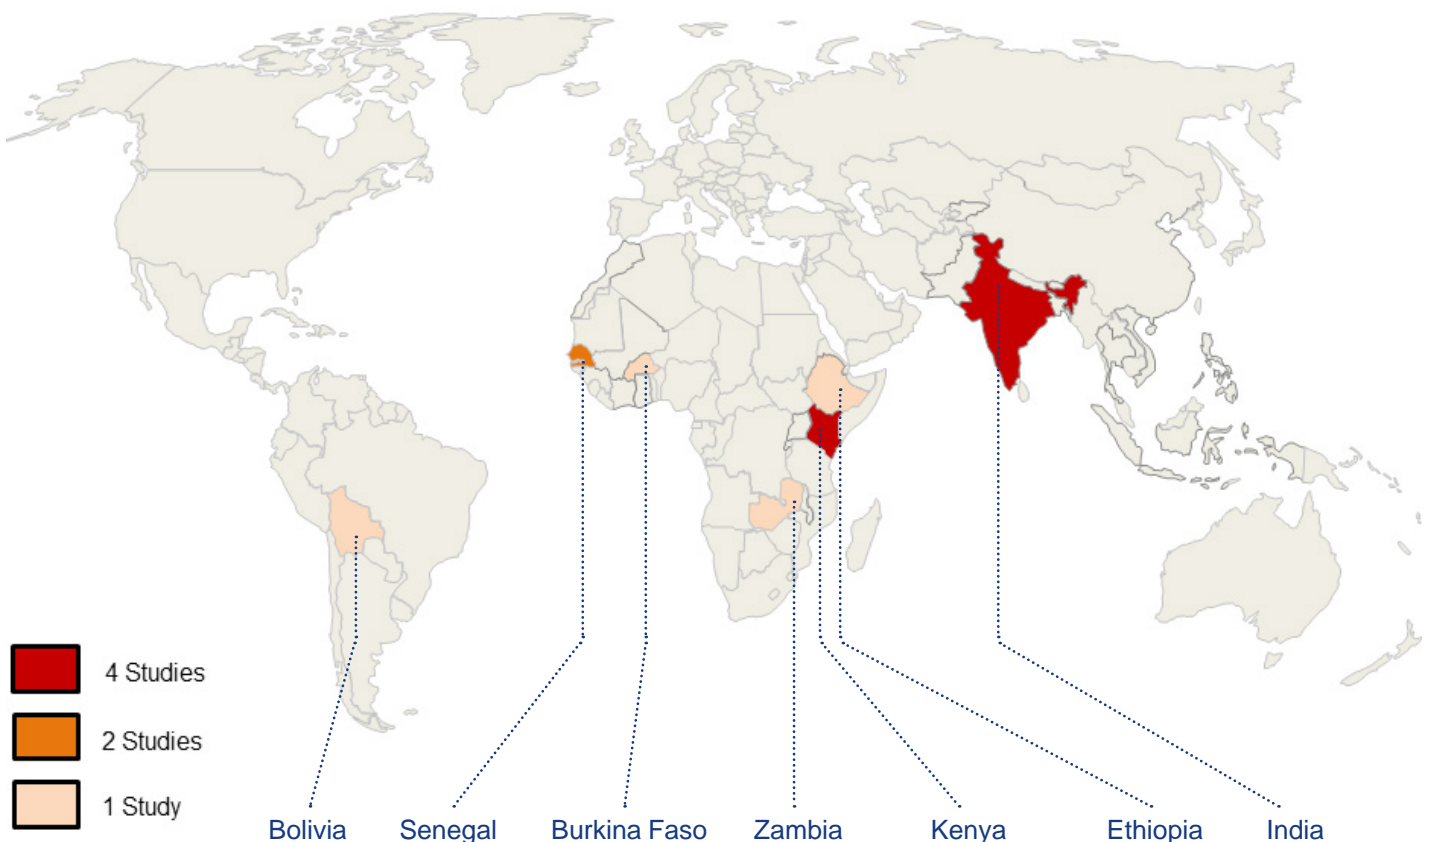 4 Studies
2 Studies
1 Study
Bolivia
Senegal
Burkina Faso
Zambia
Kenya
Ethiopia
India